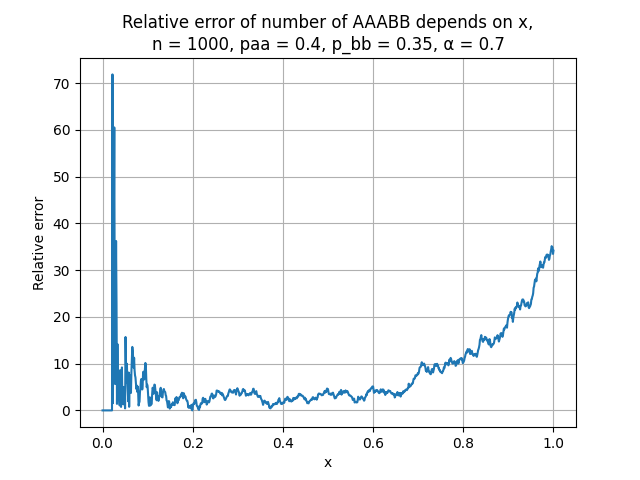 Relative error of number of AAABB depends on x,
n = 1000, paa = 0.4, p_bb = 0.35, α = 0.7
Relative error
70
60
50
40
30
20
10
0
0.0 0.2 0.4 0.6 0.8 1.0
x